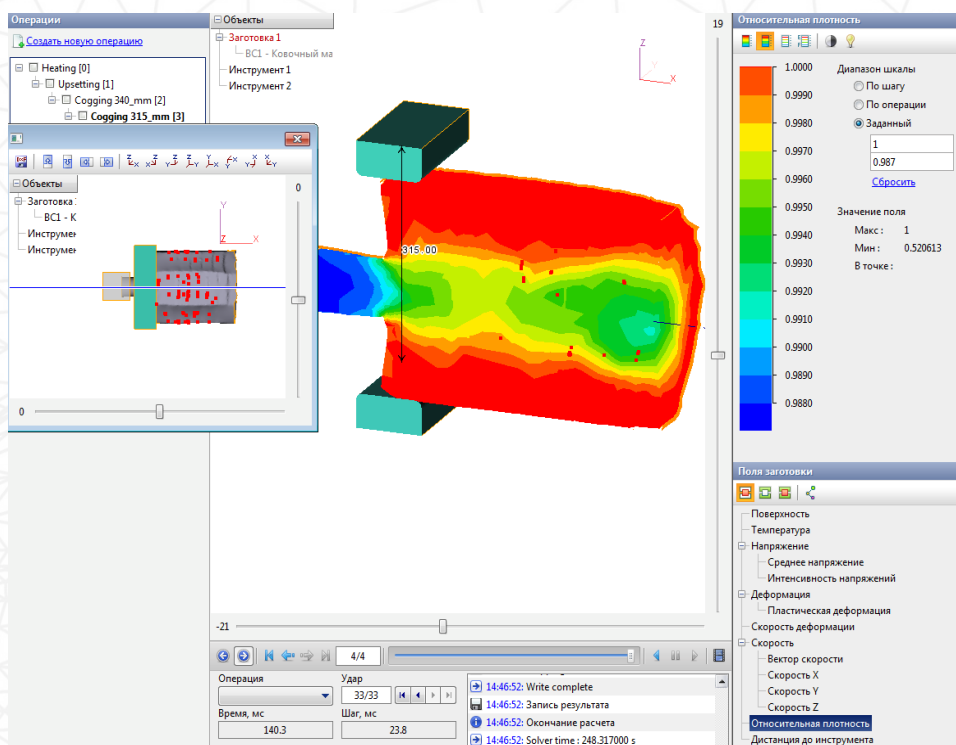 Операции
Создать новую операцию
Heating [0]
Upsetting [1]
Cogging 340_mm [2]
Cogging 315_mm [3]
Объекты
Заготовка
ВС1 - К
Инструмен
Инструмен
0
Y
Z
X
0
Объекты
Заготовка 1
ВС1 - Ковочный ма
Инструмент 1
Инструмент 2
19
Z
Y
X
315.00
-21
4/4
Операция
Удар
33/33
Время, мс
Шаг, мс
140.3
23.8
14:46:52: Write complete
14:46:52: Запись результата
14:46:52: Окончание расчета
14:46:52: Solver time : 248.317000 s
Относительная плотность
1.0000
0.9990
0.9980
0.9970
0.9960
0.9950
0.9940
0.9930
0.9920
0.9910
0.9900
0.9890
0.9880
Диапазон шкалы
По шагу
По операции
Заданный
1
0.987
Сбросить
Значение поля
Макс : 1
Мин : 0.520613
В точке :
Поля заготовки
Поверхность
Температура
Напряжение
Среднее напряжение
Интенсивность напряжений
Деформация
Пластическая деформация
Скорость деформации
Скорость
Вектор скорости
Скорость X
Скорость Y
Скорость Z
Относительная плотность
Дистанция до инструмента